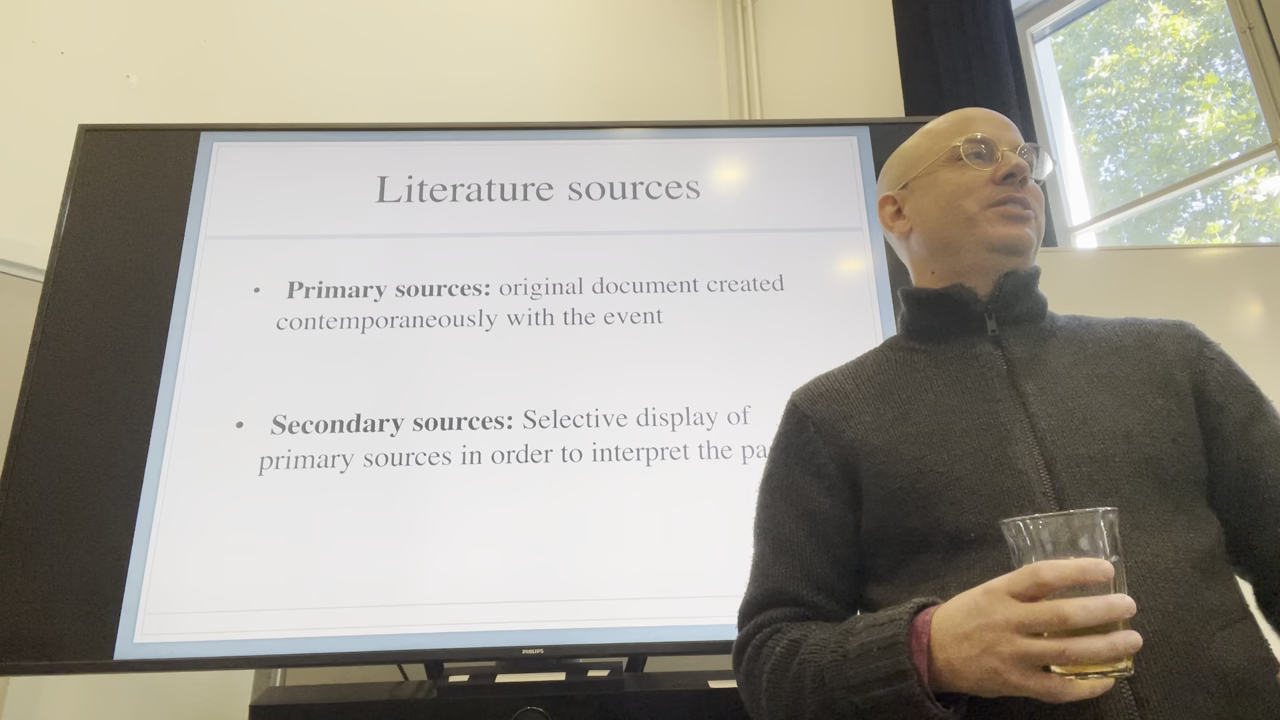 Literature sources
• Primary sources: original document created
contemporaneously with the event
• Secondary sources: Selective display of
primary sources in order to interpret the pa
PHILIPS